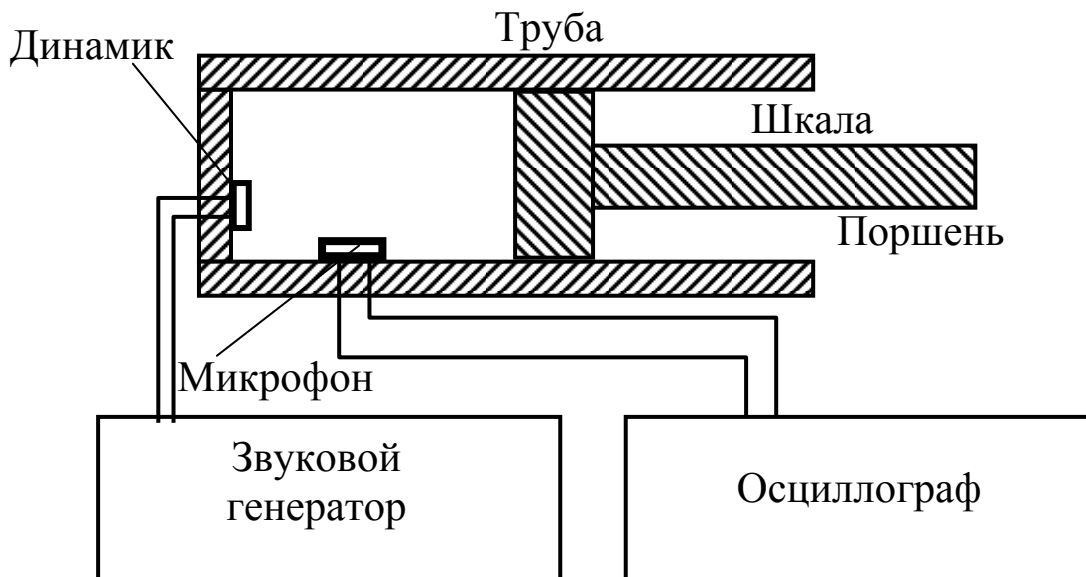 Труба
Динамик
Шкала
Поршень
Микрофон
Звуковой
генератор
Осциллограф